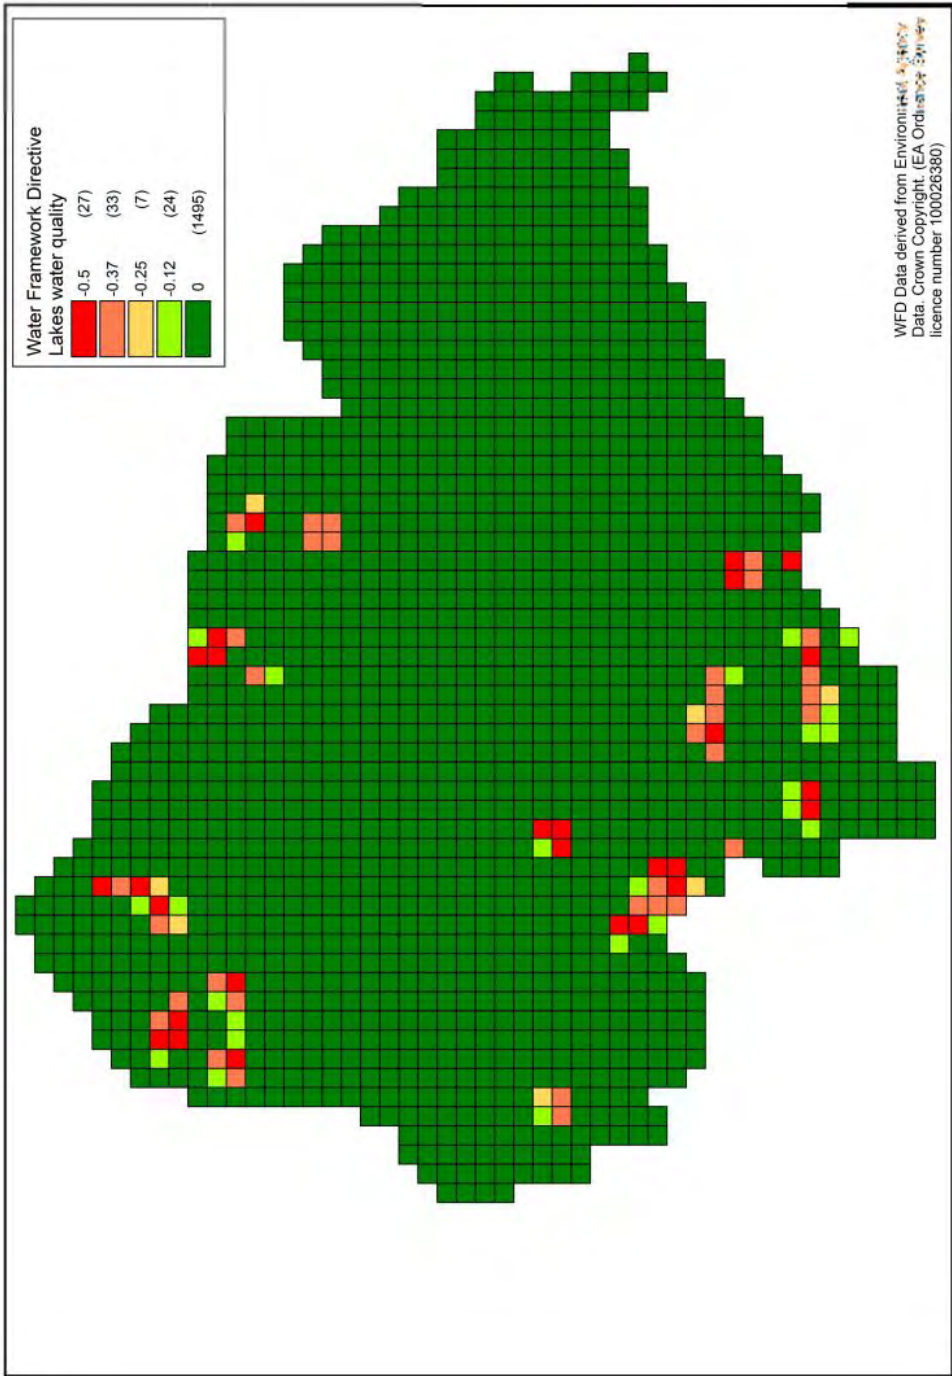 Water Framework Directive
Lakes water quality
-0.5 (27)
-0.37 (33)
-0.25 (7)
-0.12 (24)
0 (1495)
WFD Data derived from Environment Agency
Data. Crown Copyright. (EA Ordnance Survey
licence number 100026380)